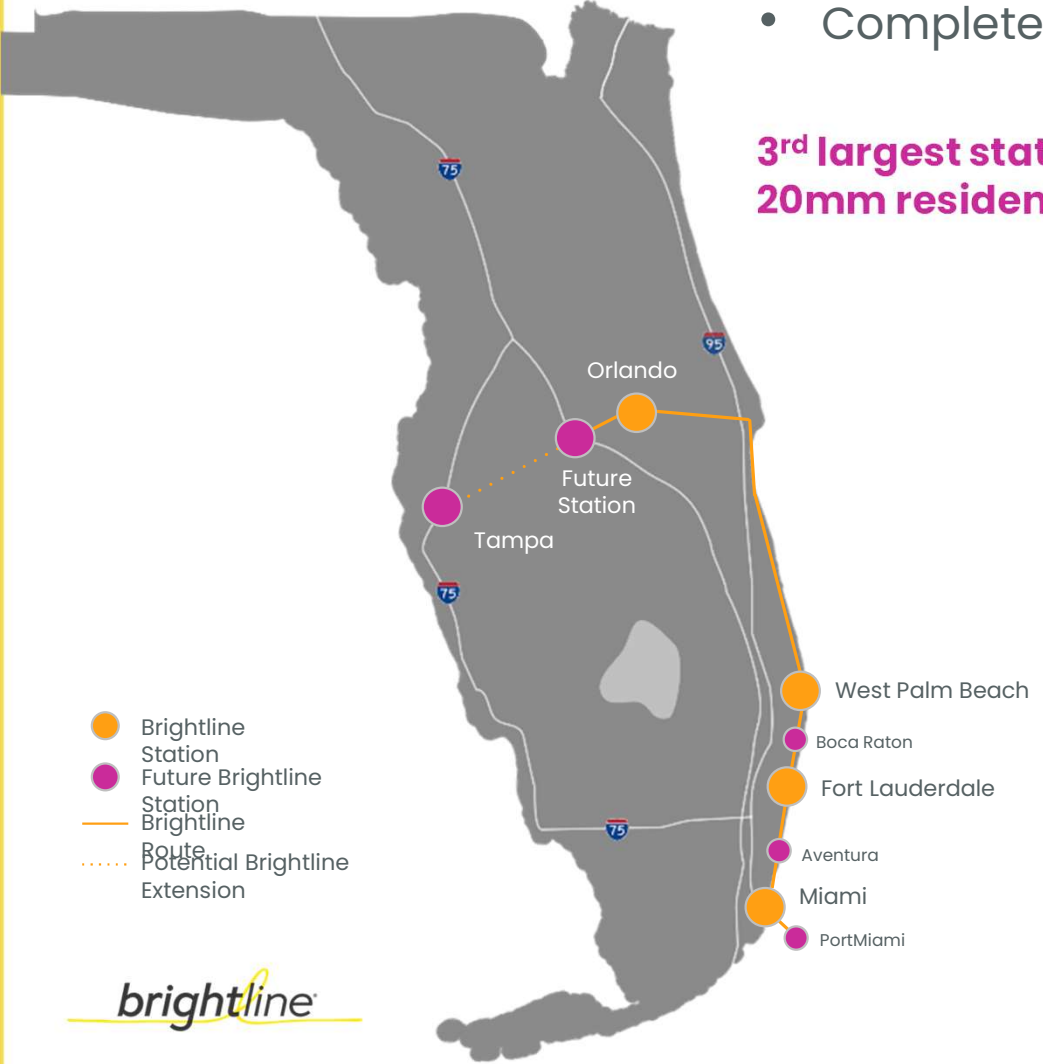 • Complete
3rd largest stat
20mm residen
75
95
Orlando
Future
Station
Tampa
75
West Palm Beach
Boca Raton
Fort Lauderdale
75
Aventura
Miami
PortMiami
Brightline
Station
Future Brightline
Station
Brightline
Route
Potential Brightline
Extension
brightline